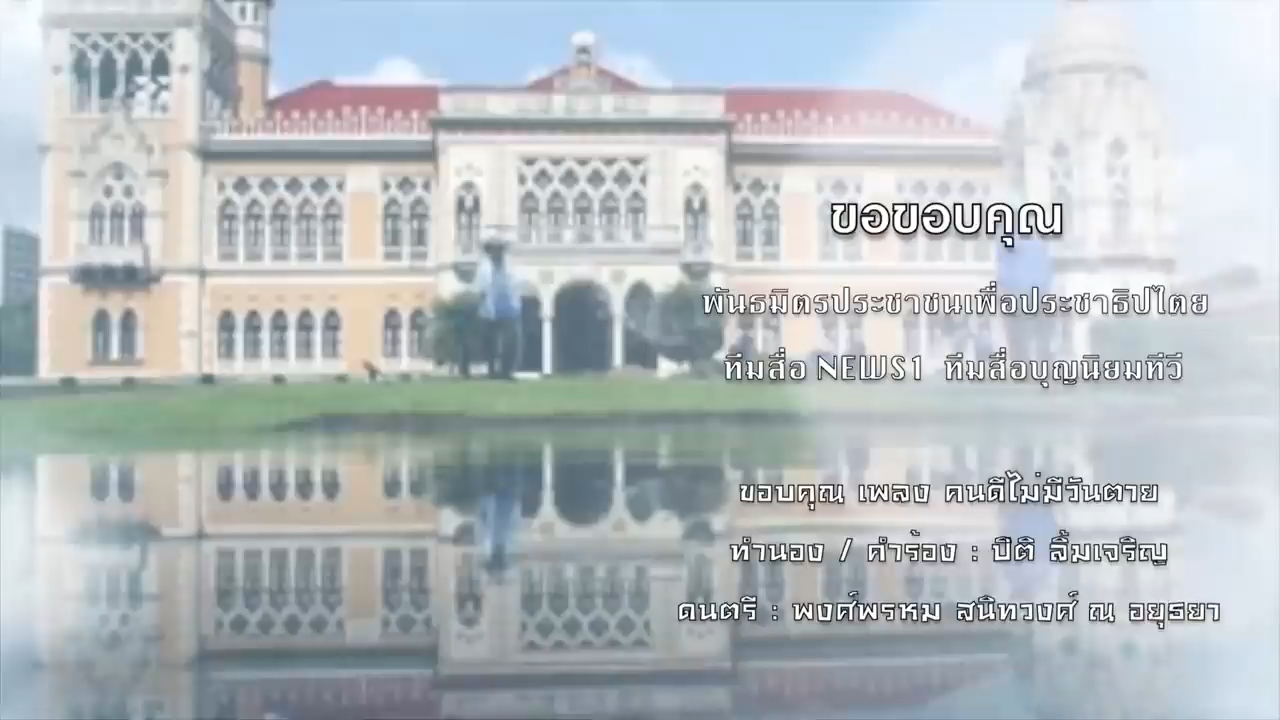 ขอขอบคุณ
พันธมิตรประชาชนเพื่อประชาธิปไตย
ทีมสื่อ NEWS1 ทีมสื่อบุญนิยมทีวี
ขอบคุณ เพลง คนดีไม่มีวันตาย
ทำนอง / คำร้อง : ปิติ ลิ้มเจริญ
ดนตรี : พงศ์พรหม สนิทวงศ์ ณ อยุธยา